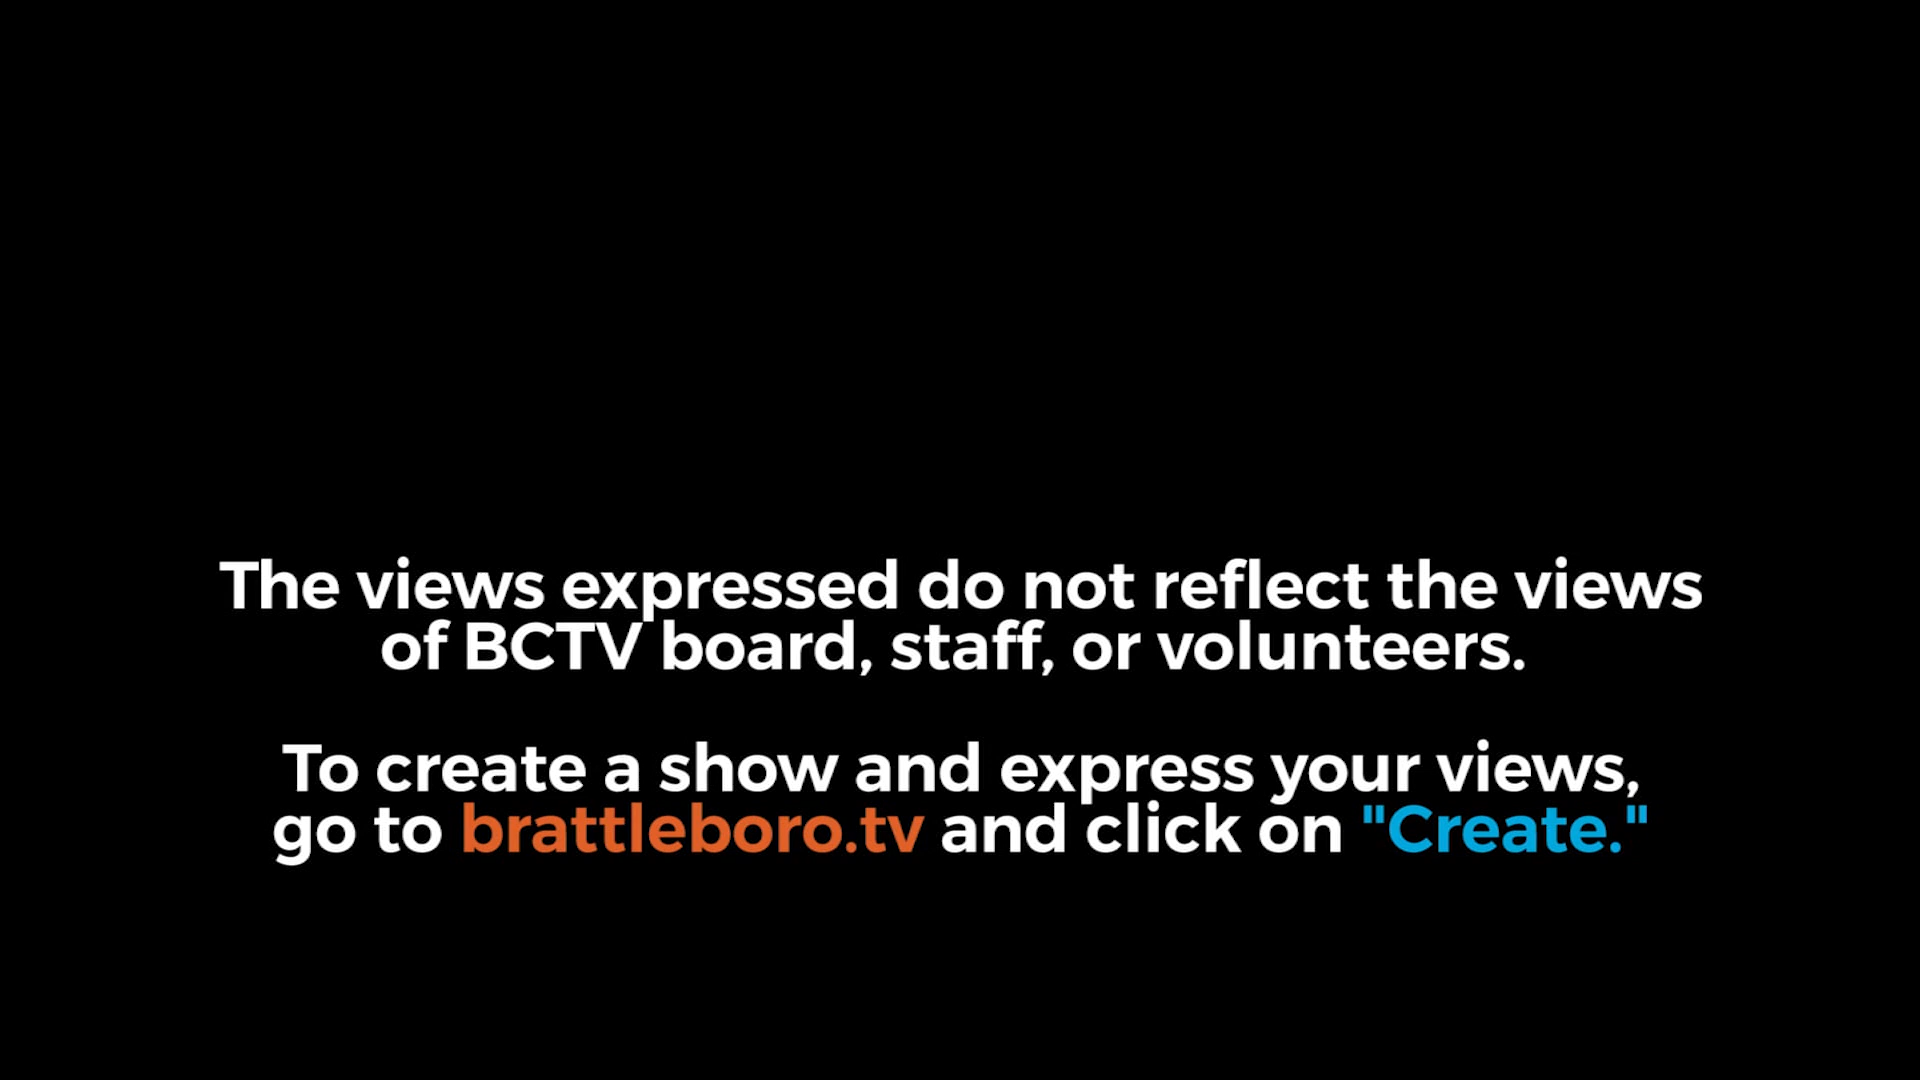 The views expressed do not reflect the views
of BCTV board, staff, or volunteers.
To create a show and express your views,
go to brattleboro.tv and click on "Create."